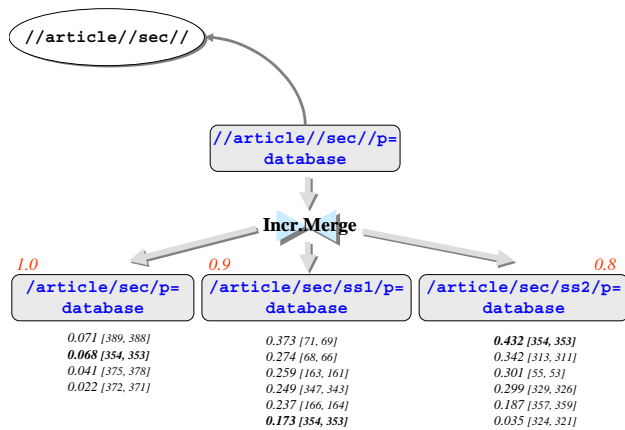 //article//sec//
//article//sec//p=
database
Incr.Merge
1.0
0.9
0.8
/article/sec/p=
database
/article/sec/ss1/p=
database
/article/sec/ss2/p=
database
0.071 [389, 388]
0.068 [354, 353]
0.041 [375, 378]
0.022 [372, 371]
0.373 [71, 69]
0.274 [68, 66]
0.259 [163, 161]
0.249 [347, 343]
0.237 [166, 164]
0.173 [354, 353]
0.432 [354, 353]
0.342 [313, 311]
0.301 [55, 53]
0.299 [329, 326]
0.187 [357, 359]
0.035 [324, 321]